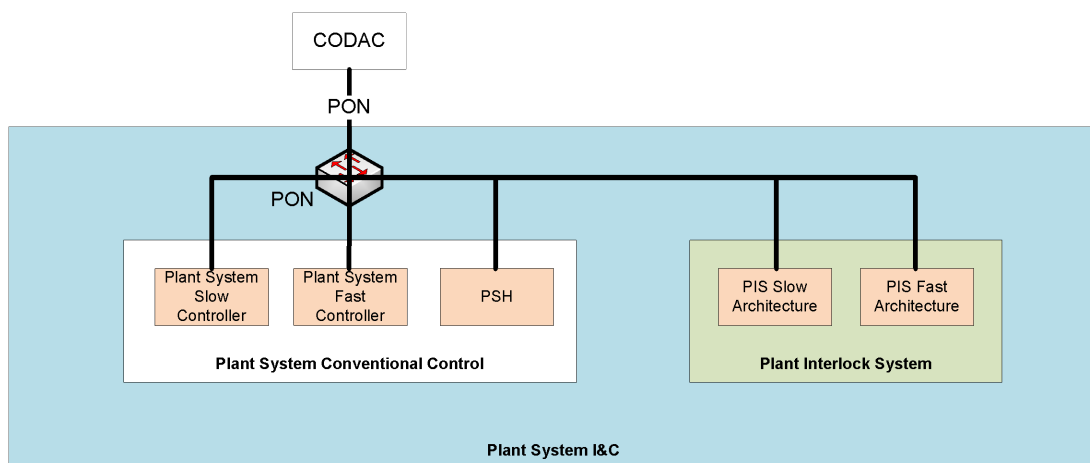 CODAC
PON
PON
Plant System
Slow
Controller
Plant System
Fast
Controller
PSH
PIS Slow
Architecture
PIS Fast
Architecture
Plant System Conventional Control
Plant Interlock System
Plant System I&C